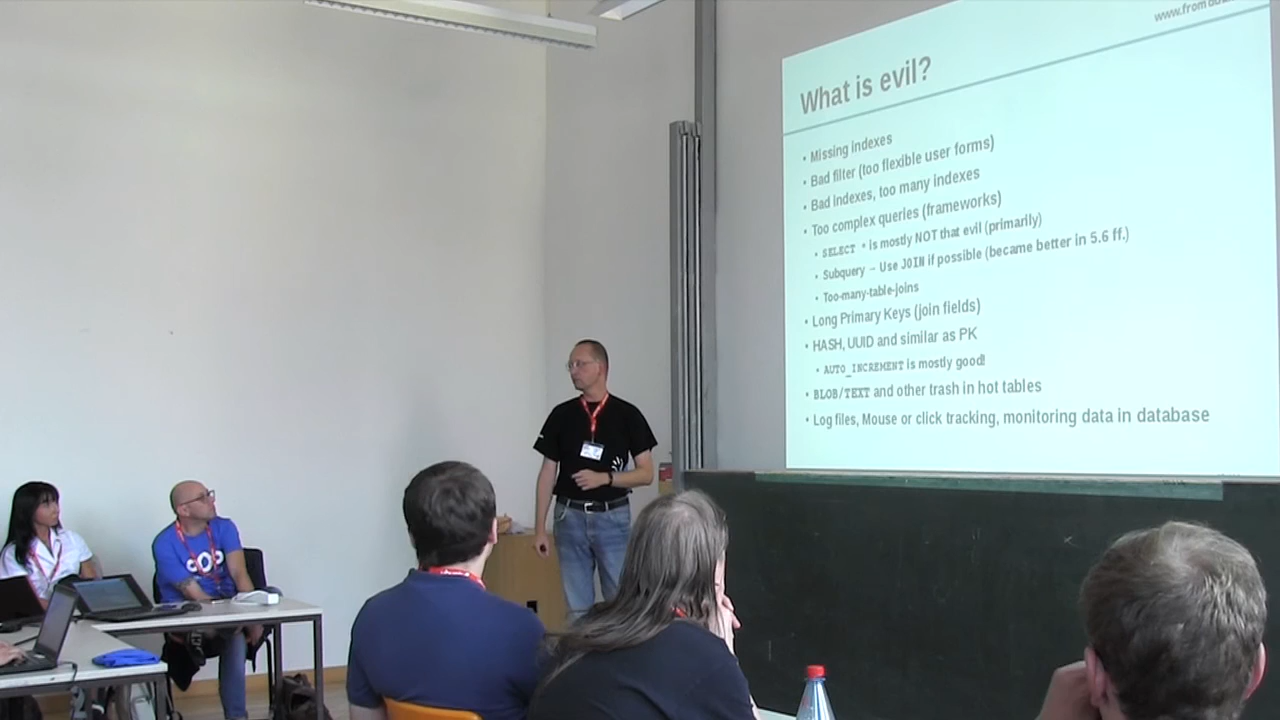 What is evil?
• Missing indexes
• Bad filter (too flexible user forms)
• Bad indexes, too many indexes
• Too complex queries (frameworks)
• SELECT * is mostly NOT that evil (primarily)
• Subquery → Use JOIN if possible (became better in 5.6 ff.)
• Too-many-table-joins
• Long Primary Keys (join fields)
• HASH, UUID and similar as PK
• AUTO_INCREMENT is mostly good!
• BLOB/TEXT and other trash in hot tables
• Log files, Mouse or click tracking, monitoring data in database